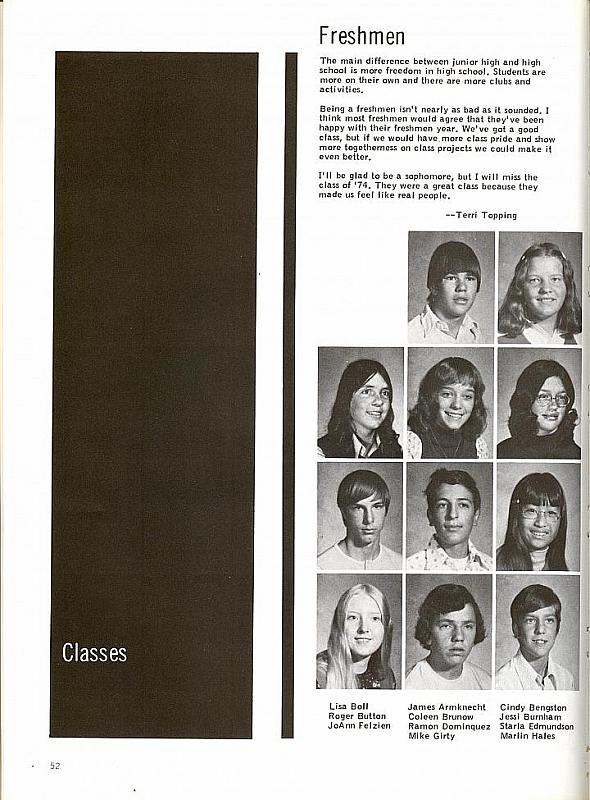 Freshmen
The main difference between junior high and high
school is more freedom in high school. Students are
more on their own and there are more clubs and
activities.
Being a freshmen isn't nearly as bad as it sounded. I
think most freshmen would agree that they've been
happy with their freshmen year. We've got a good
class, but if we would have more class pride and show
more togetherness on class projects we could make it
even better.
I'll be glad to be a sophomore, but I will miss the
class of '74. They were a great class because they
made us feel like real people.
--Terri Topping
Classes
Lisa Boll
Roger Button
JoAnn Felzien
James Armknecht
Coleen Brunow
Ramon Dominquez
Mike Girty
Cindy Bengston
Jessi Burnham
Starla Edmundson
Marlin Hafes
52